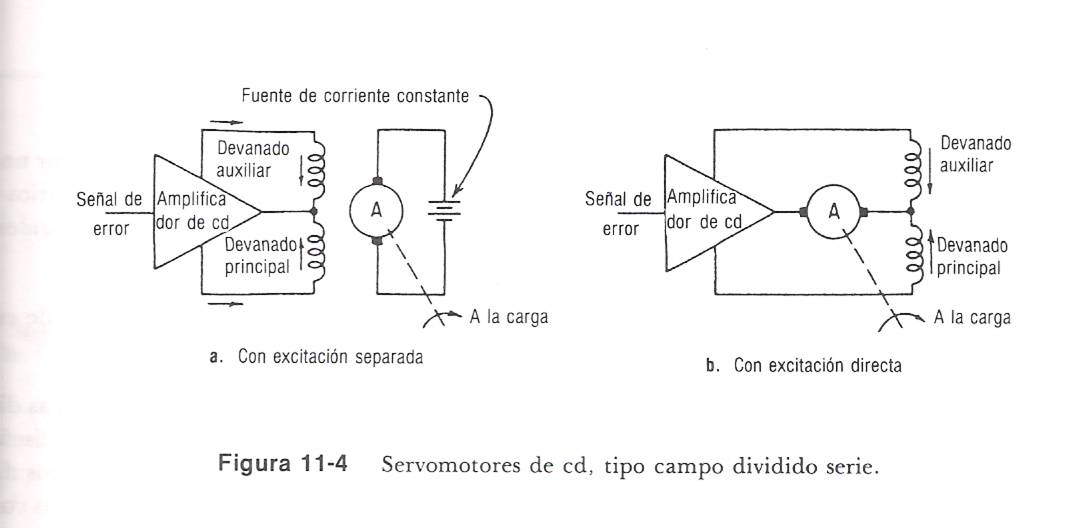 Fuente de corriente constante
Devanado
auxiliar
Señal de
error
Amplifica
dor de cd
Devanado
principal
A
A la carga
a. Con excitación separada
Devanado
auxiliar
Señal de
error
Amplifica
dor de cd
A
Devanado
principal
A la carga
b. Con excitación directa
Figura 11-4 Servomotores de cd, tipo campo dividido serie.